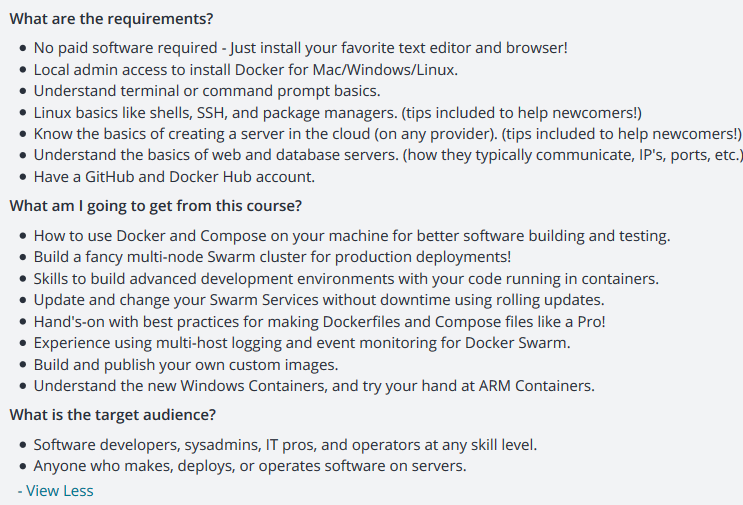 What are the requirements?
● No paid software required - Just install your favorite text editor and browser!
● Local admin access to install Docker for Mac/Windows/Linux.
● Understand terminal or command prompt basics.
● Linux basics like shells, SSH, and package managers. (tips included to help newcomers!)
● Know the basics of creating a server in the cloud (on any provider). (tips included to help newcomers!)
● Understand the basics of web and database servers. (how they typically communicate, IP's, ports, etc.)
● Have a GitHub and Docker Hub account.
What am I going to get from this course?
● How to use Docker and Compose on your machine for better software building and testing.
● Build a fancy multi-node Swarm cluster for production deployments!
● Skills to build advanced development environments with your code running in containers.
● Update and change your Swarm Services without downtime using rolling updates.
● Hand's-on with best practices for making Dockerfiles and Compose files like a Pro!
● Experience using multi-host logging and event monitoring for Docker Swarm.
● Build and publish your own custom images.
● Understand the new Windows Containers, and try your hand at ARM Containers.
What is the target audience?
● Software developers, sysadmins, IT pros, and operators at any skill level.
● Anyone who makes, deploys, or operates software on servers.
- View Less